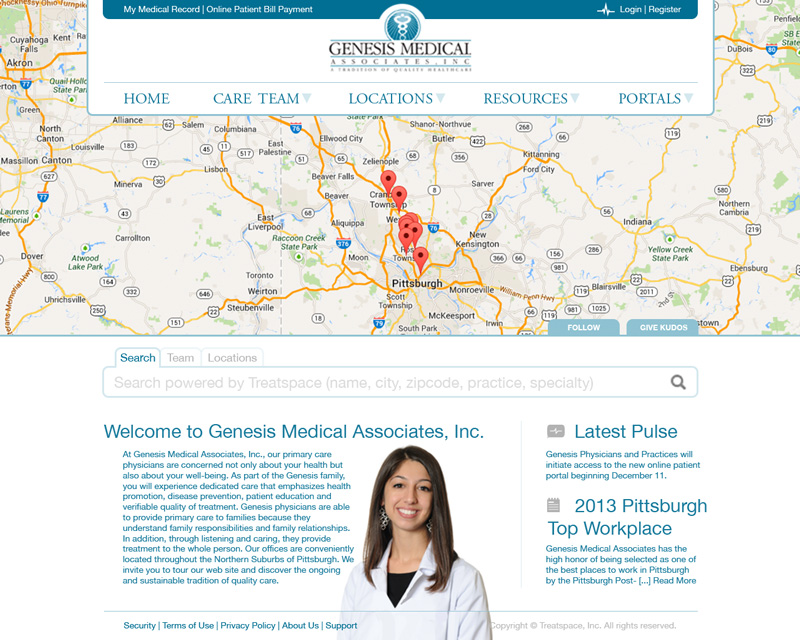 My Medical Record | Online Patient Bill Payment
Login | Register
GENESIS MEDICAL
ASSOCIATES, INC
A TRADITION OF QUALITY HEALTHCARE
HOME
CARE TEAM
LOCATIONS
RESOURCES
PORTALS
Cuyahoga Falls
Akron
Green
North Canton
Massillon
Canton
Louisville
Alliance
Salem
Columbiana
East Palestine
Lisbon
Minerva
Carrollton
Dover
Atwood Lake Park
Uhrichsville
East Liverpool
Raccoon Creek State Park
Toronto
Weirton
Steubenville
Ellwood City
Zelienople
Beaver Falls
Beaver
Aliquippa
Moon
Shanor-Northvue
Butler
Sarver
Kittanning
Ford City
New Kensington
Pittsburgh
Scott Township
Monroeville
McKeesport
South Park
Irwin
William Penn Hwy
Blairsville
Indiana
Yellow Creek State Park
Northern Cambria
Ebensburg
DuBois
FOLLOW
GIVE KUDOS
Search
Team
Locations
Search powered by Treatspace (name, city, zipcode, practice, specialty)
Welcome to Genesis Medical Associates, Inc.
At Genesis Medical Associates, Inc., our primary care
physicians are concerned not only about your health but
also about your well-being. As part of the Genesis family,
you will experience dedicated care that emphasizes health
promotion, disease prevention, patient education and
verifiable quality of treatment. Genesis physicians are able
to provide primary care to families because they
understand family responsibilities and family relationships.
In addition, through listening and caring, they provide
treatment to the whole person. Our offices are conveniently
located throughout the Northern Suburbs of Pittsburgh. We
invite you to tour our web site and discover the ongoing
and sustainable tradition of quality care.
Latest Pulse
Genesis Physicians and Practices will
initiate access to the new online patient
portal beginning December 11.
2013 Pittsburgh
Top Workplace
Genesis Medical Associates has the
high honor of being selected as one of
the best places to work in Pittsburgh
by the Pittsburgh Post- [...] Read More
Security | Terms of Use | Privacy Policy | About Us | Support
Copyright © Treatspace, Inc. All rights reserved.